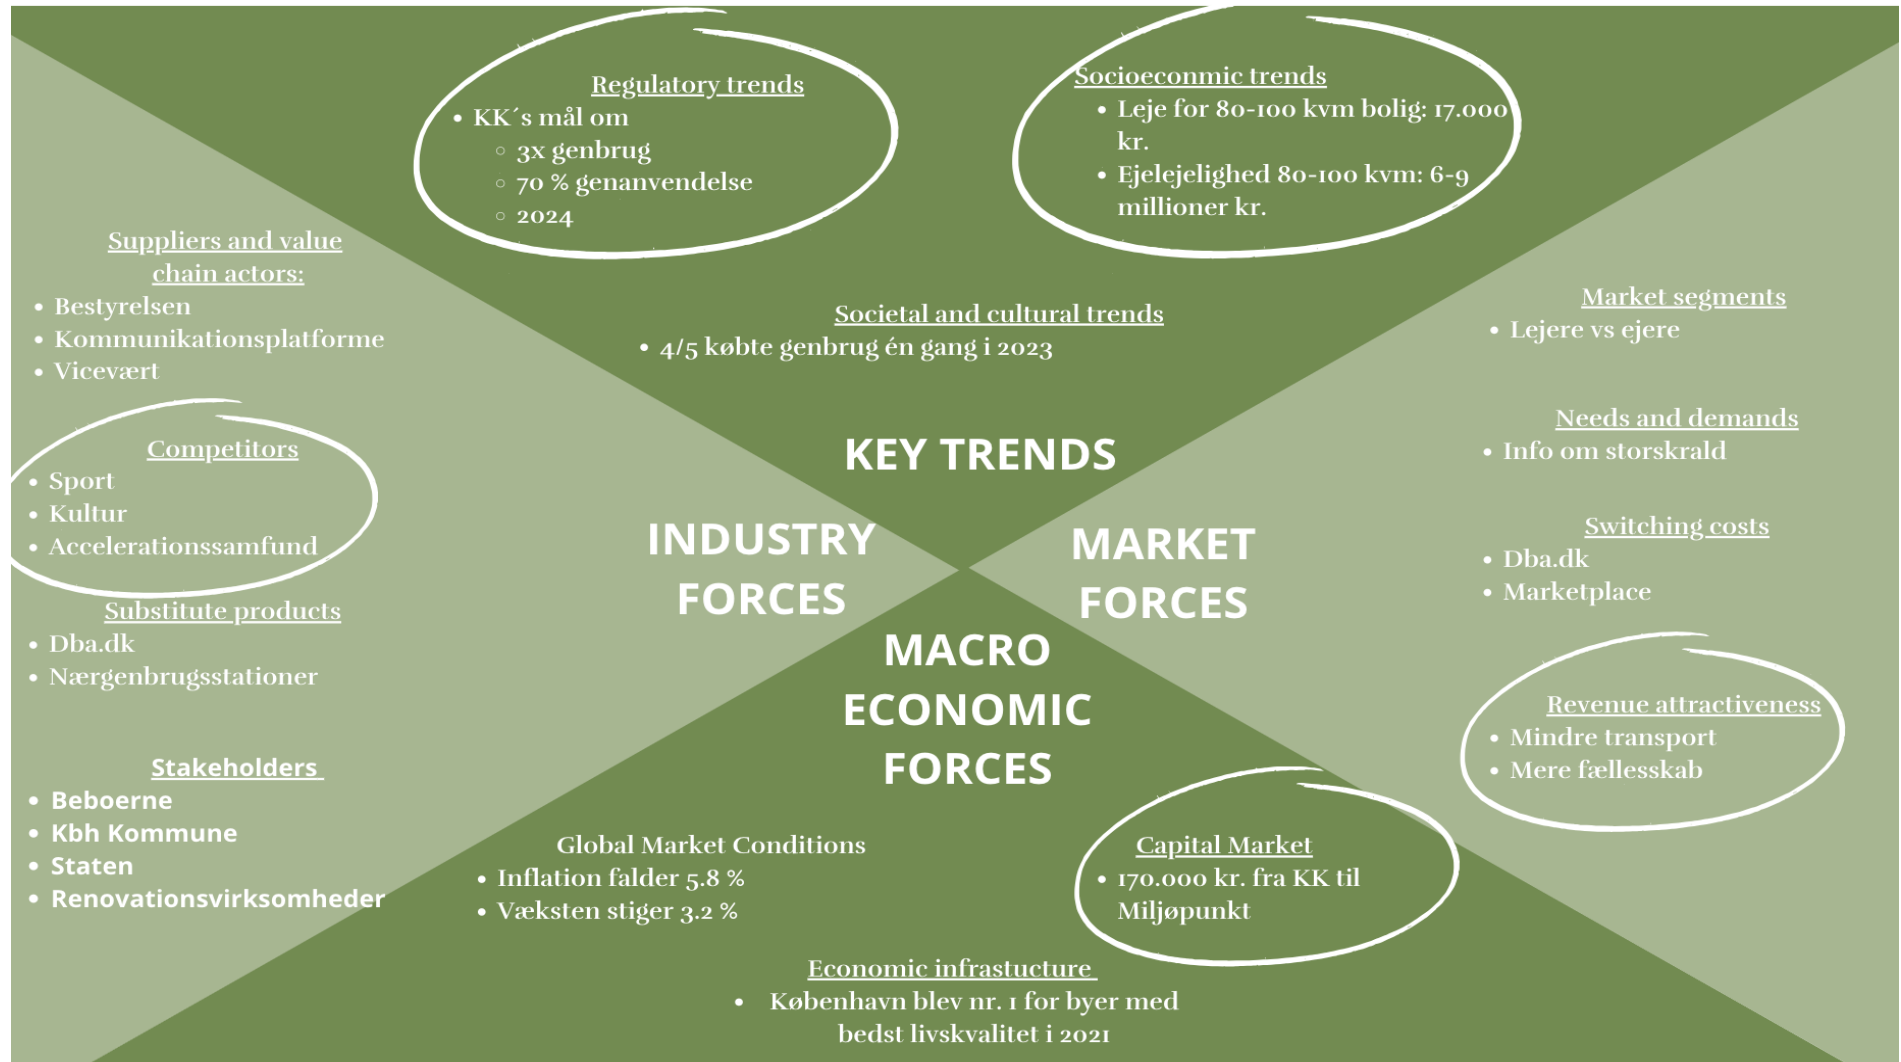 Regulatory trends
KK´s mål om
3x genbrug
70 % genanvendelse
2024
Socioeconmic trends
Leje for 80-100 kvm bolig: 17.000
kr.
Ejelejelighed 80-100 kvm: 6-9
millioner kr.
Societal and cultural trends
4/5 købte genbrug én gang i 2023
KEY TRENDS
Suppliers and value
chain actors:
Bestyrelsen
Kommunikationsplatforme
Vicevært
Competitors
Sport
Kultur
Accelerationssamfund
Substitute products
Dba.dk
Nærgenbrugsstationer
Stakeholders
Beboerne
Kbh Kommune
Staten
Renovationsvirksomheder
INDUSTRY
FORCES
MARKET
FORCES
Market segments
Lejere vs ejere
Needs and demands
Info om storskrald
Switching costs
Dba.dk
Marketplace
Revenue attractiveness
Mindre transport
Mere fællesskab
MACRO
ECONOMIC
FORCES
Global Market Conditions
Inflation falder 5.8 %
Væksten stiger 3.2 %
Capital Market
170.000 kr. fra KK til
Miljøpunkt
Economic infrastucture
København blev nr. 1 for byer med
bedst livskvalitet i 2021